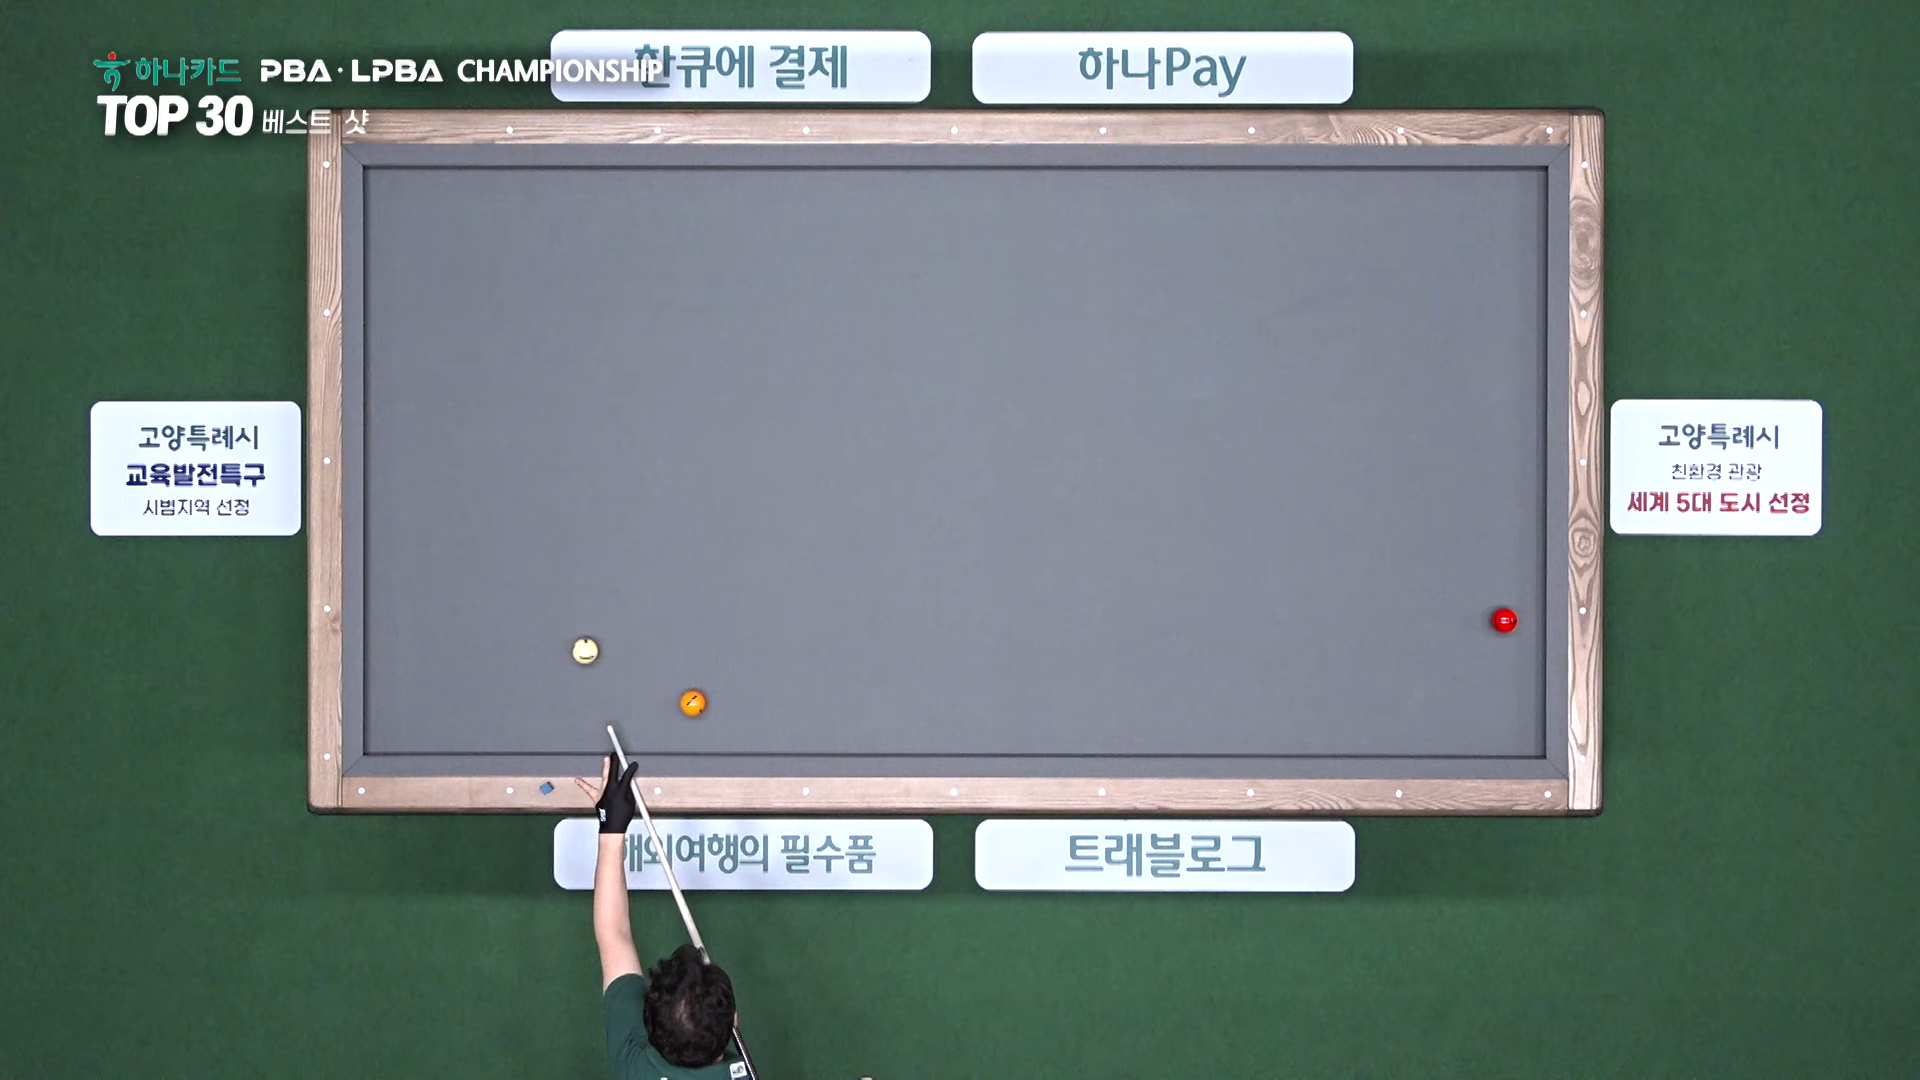 하나카드 PBA·LPBA CHAMPIONSHIP
TOP 30 베스트 샷
한큐에 결제
하나Pay
고양특례시
교육발전특구
시범지역 선정
고양특례시
친환경 관광
세계 5대 도시 선정
해외여행의 필수품
트래블로그